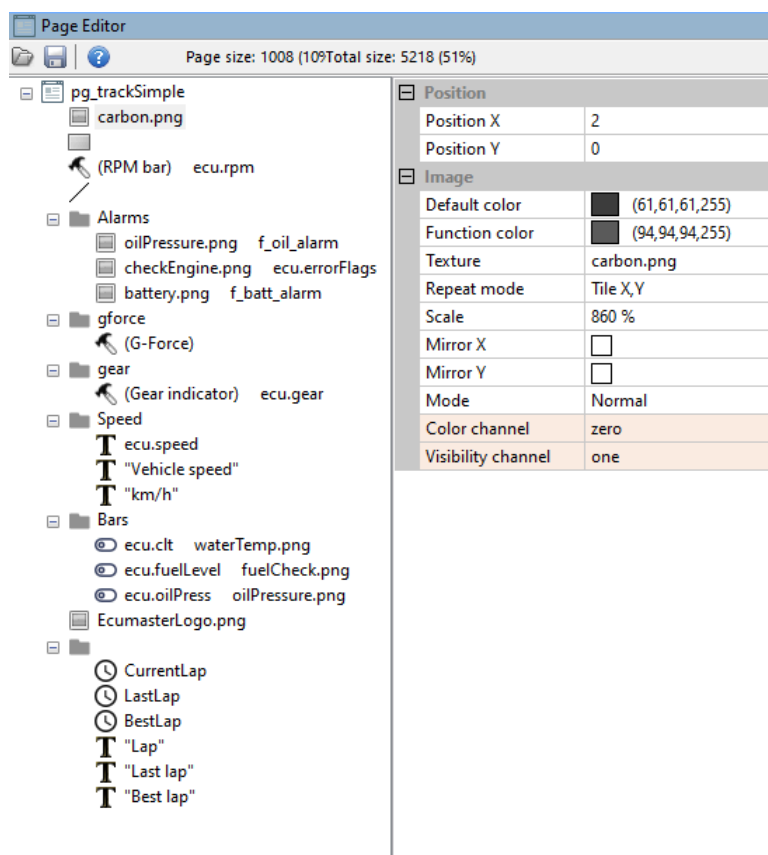 Page Editor
Page size: 1008 (10%Total size: 5218 (51%)
pg_trackSimple
carbon.png
(RPM bar) ecu.rpm
Alarms
oilPressure.png f_oil_alarm
checkEngine.png ecu.errorFlags
battery.png f_batt_alarm
gforce
(G-Force)
gear
(Gear indicator) ecu.gear
Speed
ecu.speed
"Vehicle speed"
"km/h"
Bars
ecu.clt waterTemp.png
ecu.fuelLevel fuelCheck.png
ecu.oilPress oilPressure.png
EcumasterLogo.png
CurrentLap
LastLap
BestLap
"Lap"
"Last lap"
"Best lap"
Position
Position X 2
Position Y 0
Image
Default color (61,61,61,255)
Function color (94,94,94,255)
Texture carbon.png
Repeat mode Tile X,Y
Scale 860 %
Mirror X
Mirror Y
Mode Normal
Color channel zero
Visibility channel one